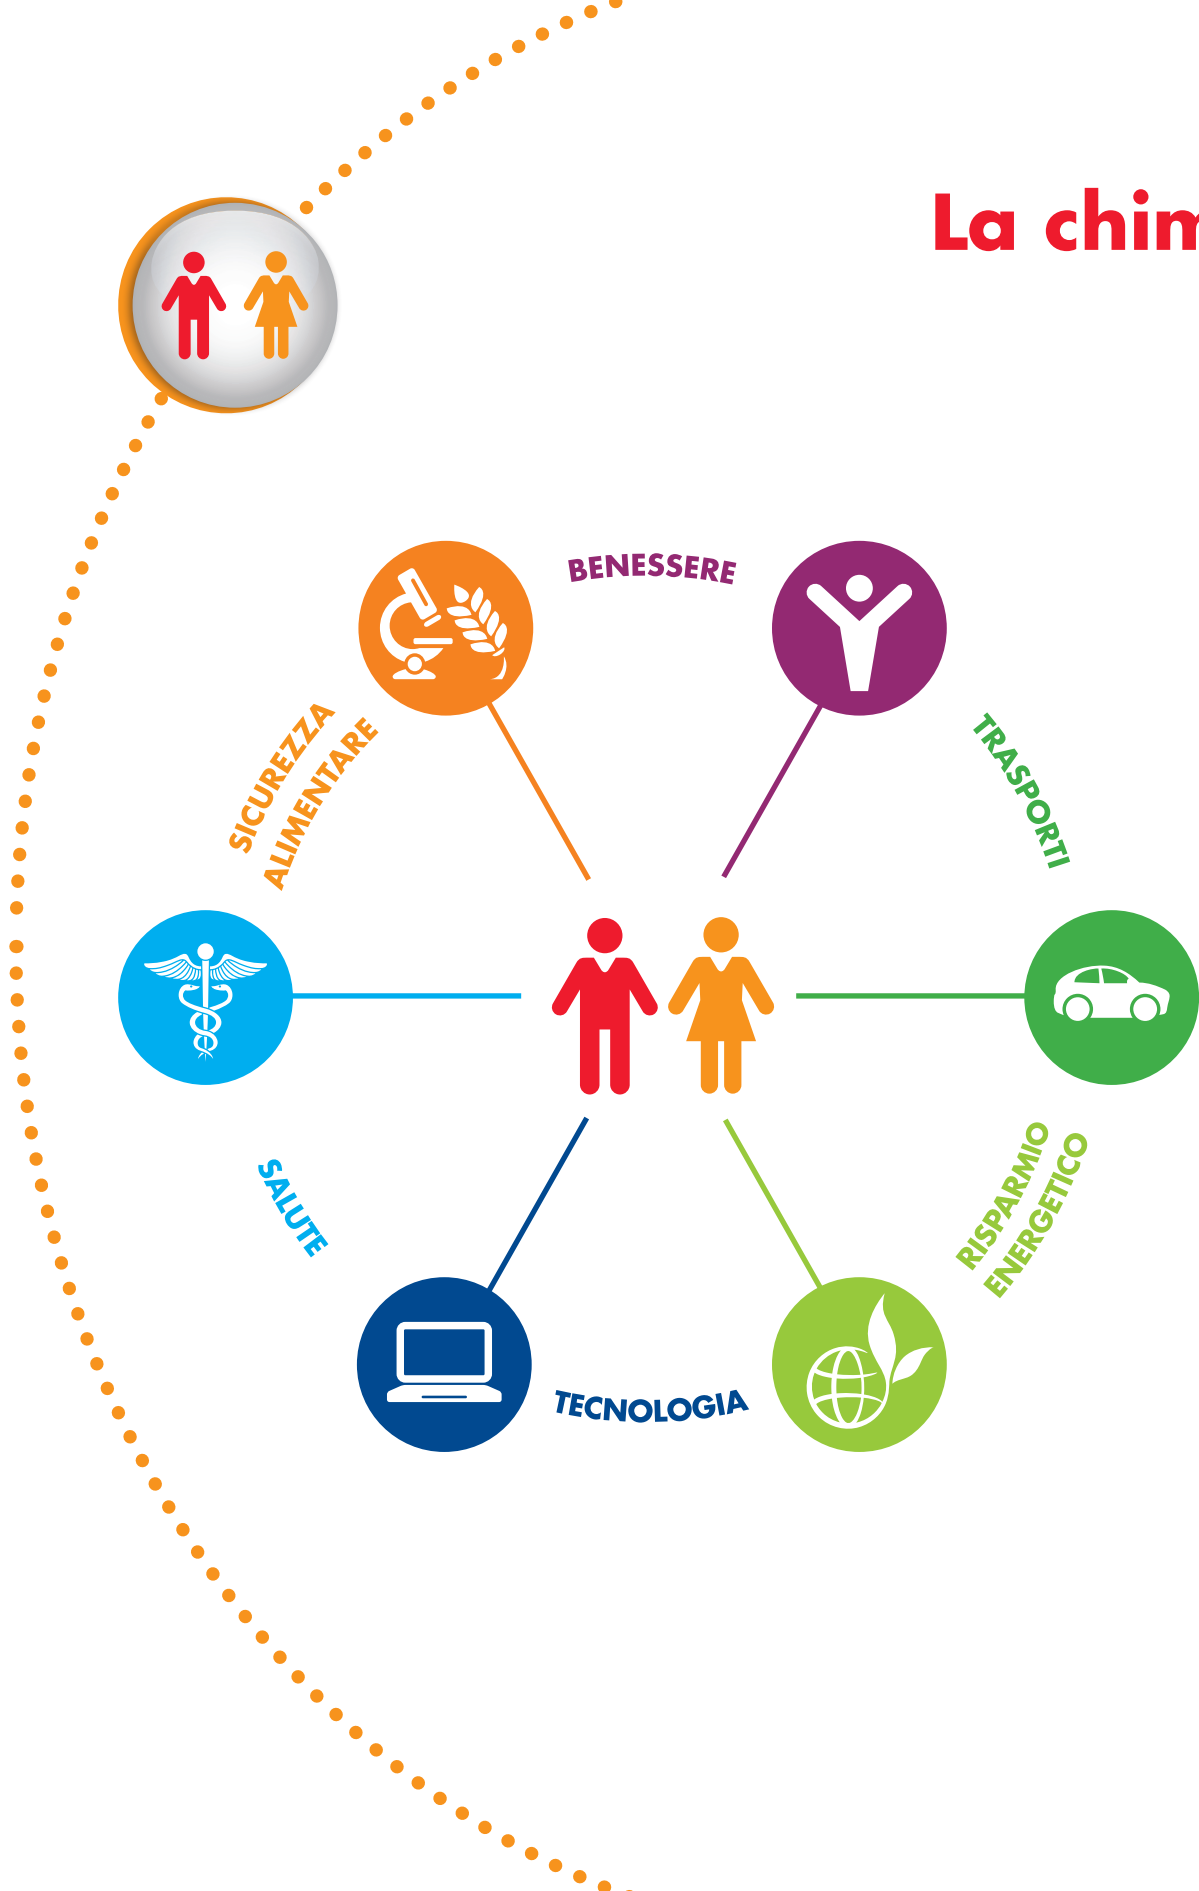 La chim
BENESSERE
SICUREZZA
ALIMENTARE
TRASPORTI
SALUTE
RISPARMIO
ENERGETICO
TECNOLOGIA